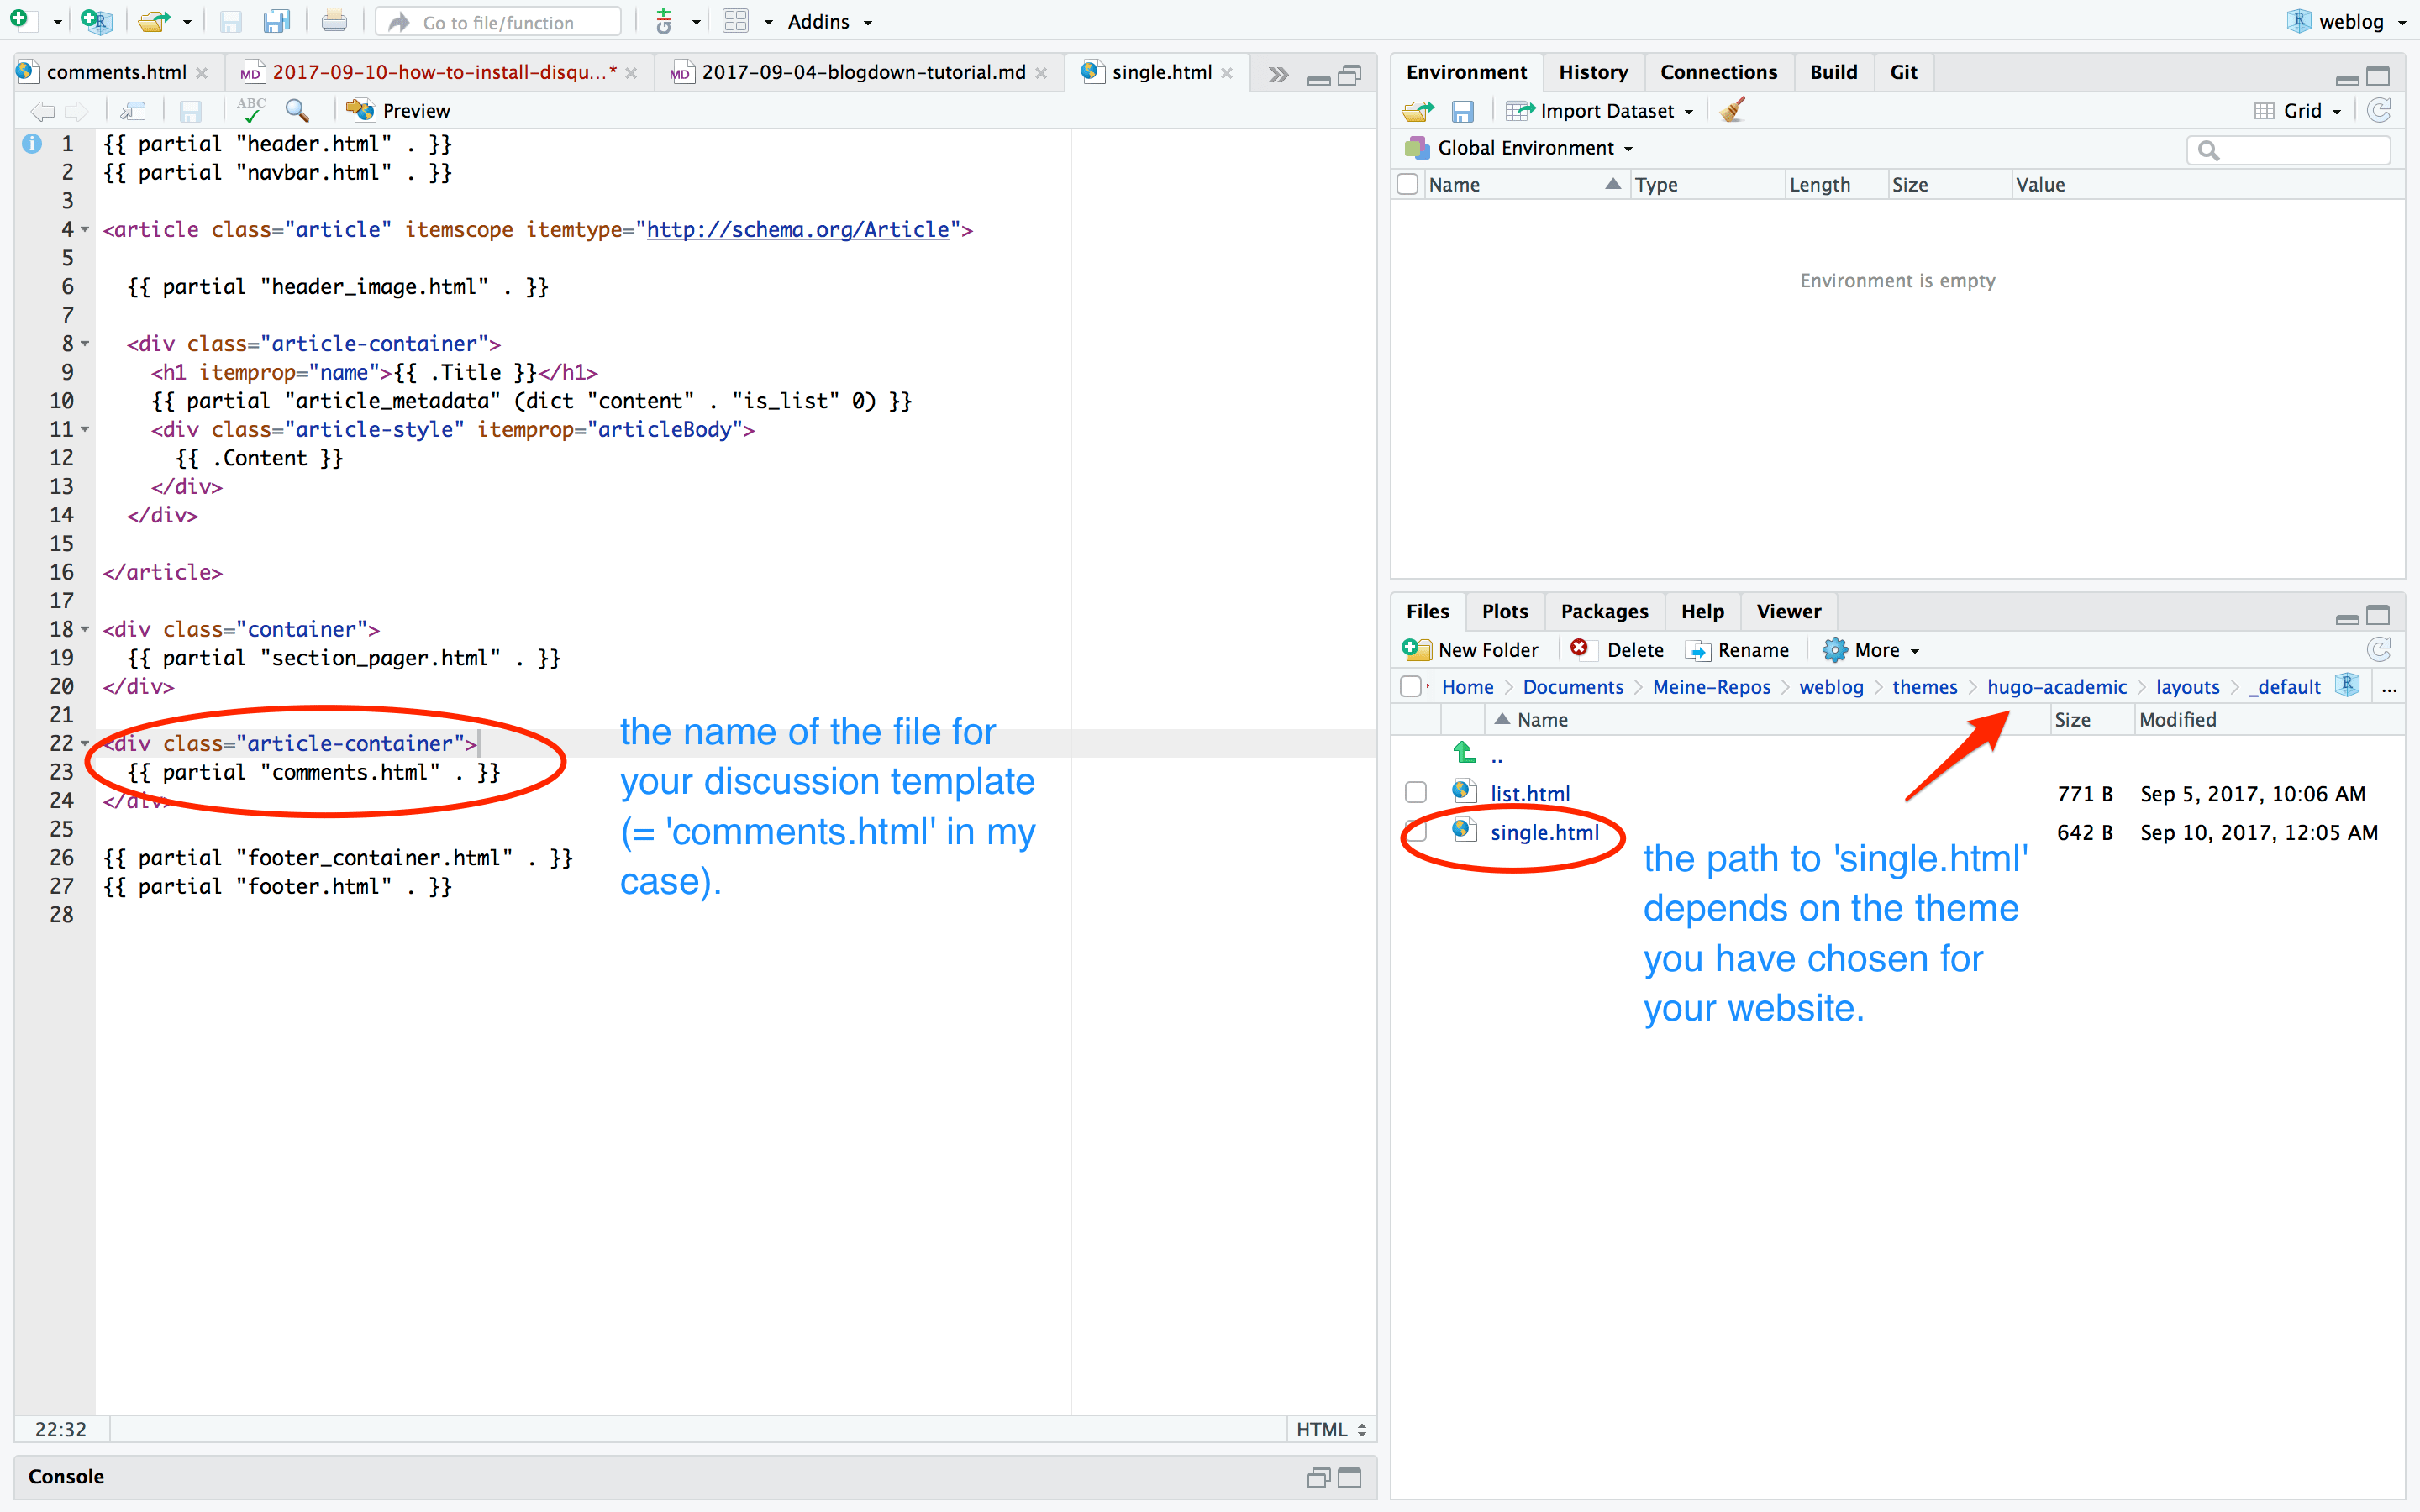 Go to file/function
Addins
weblog
comments.html
2017-09-10-how-to-install-disqu...*
2017-09-04-blogdown-tutorial.md
single.html
ABC
Preview
1 {{ partial "header.html" . }}
2 {{ partial "navbar.html" . }}
3
4 <article class="article" itemscope itemtype="http://schema.org/Article">
5
6 {{ partial "header_image.html" . }}
7
8 <div class="article-container">
9 <h1 itemprop="name">{{ .Title }}</h1>
10 {{ partial "article_metadata" (dict "content" . "is_list" 0) }}
11 <div class="article-style" itemprop="articleBody">
12 {{ .Content }}
13 </div>
14 </div>
15
16 </article>
17
18 <div class="container">
19 {{ partial "section_pager.html" . }}
20 </div>
21
22 <div class="article-container">
23 {{ partial "comments.html" . }}
24 </div>
25
26 {{ partial "footer_container.html" . }}
27 {{ partial "footer.html" . }}
28
the name of the file for
your discussion template
(= 'comments.html' in my
case).
22:32
HTML
Console
Environment History Connections Build Git
Import Dataset
Grid
Global Environment
Name Type Length Size Value
Environment is empty
Files Plots Packages Help Viewer
New Folder Delete Rename More
Home Documents Meine-Repos weblog themes hugo-academic layouts _default ...
Name Size Modified
..
list.html 771 B Sep 5, 2017, 10:06 AM
single.html 642 B Sep 10, 2017, 12:05 AM
the path to 'single.html'
depends on the theme
you have chosen for
your website.